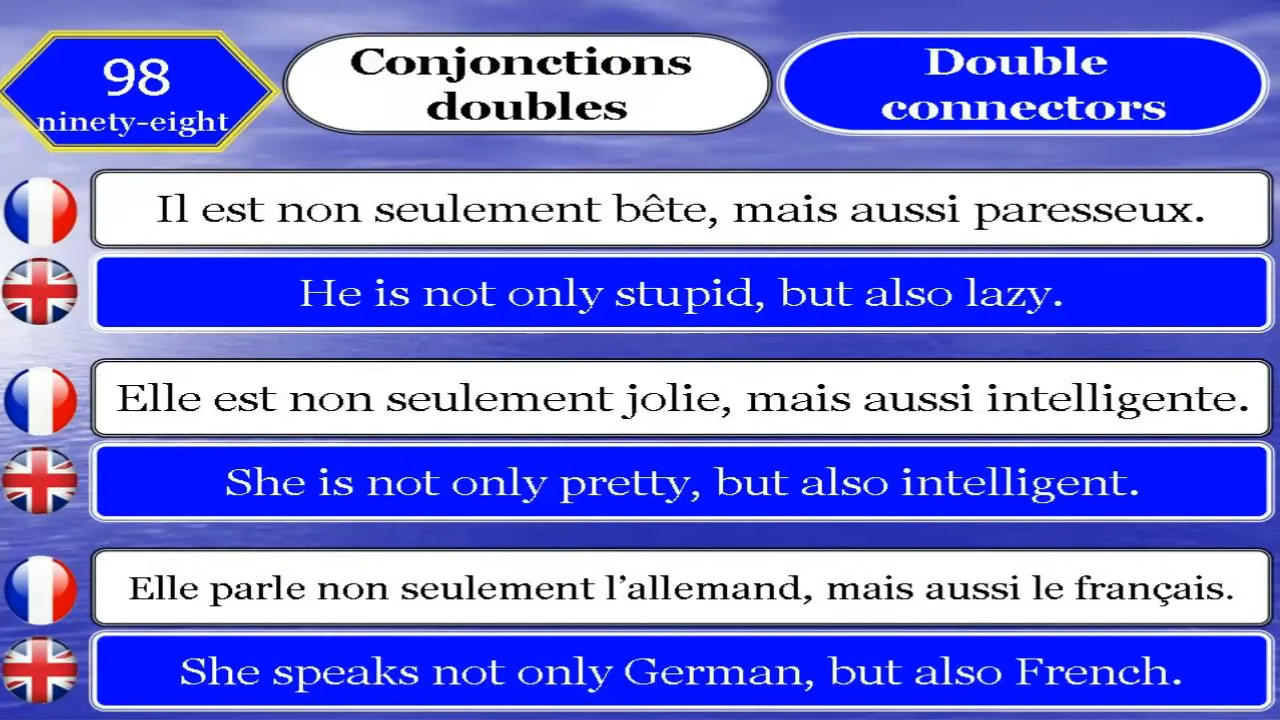 98
ninety-eight
Conjonctions
doubles
Double
connectors
Il est non seulement bête, mais aussi paresseux.
He is not only stupid, but also lazy.
Elle est non seulement jolie, mais aussi intelligente.
She is not only pretty, but also intelligent.
Elle parle non seulement l’allemand, mais aussi le français.
She speaks not only German, but also French.